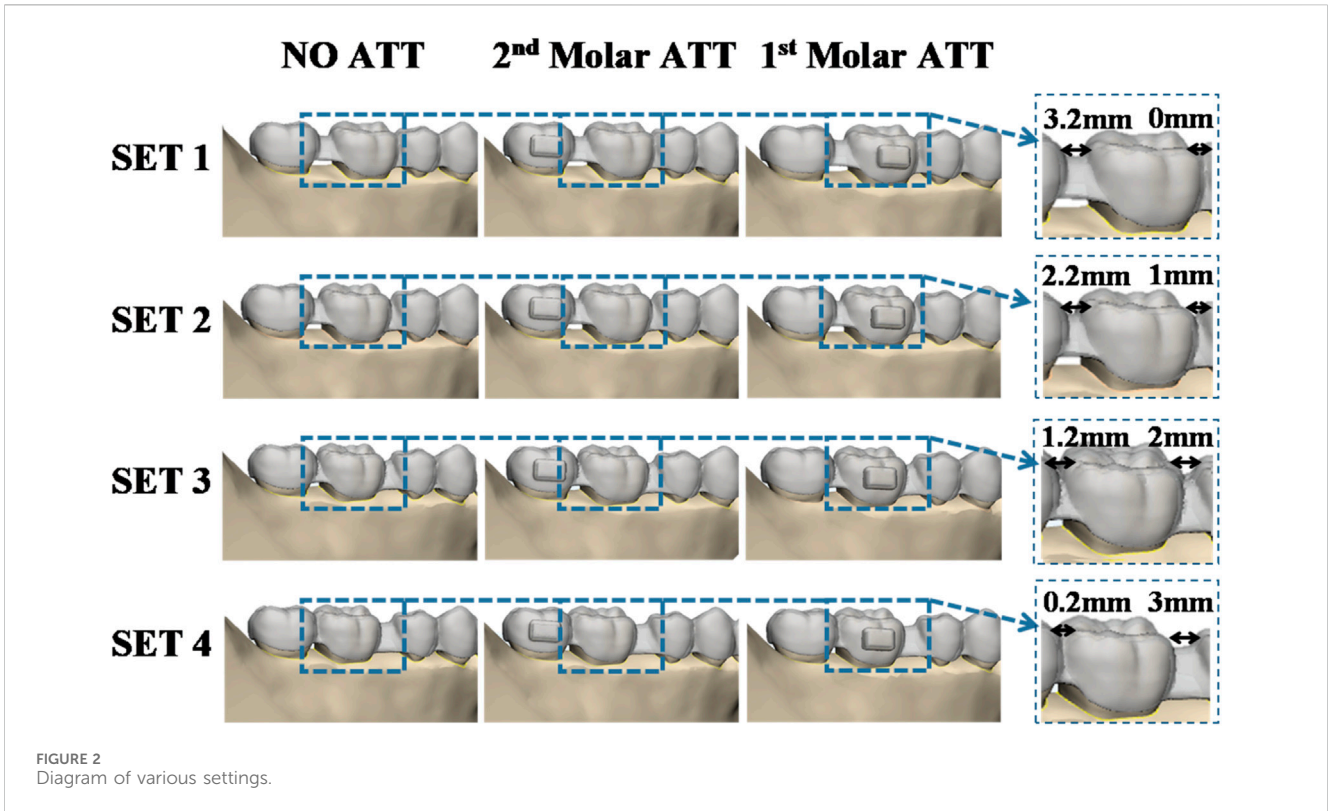 NO ATT 2nd Molar ATT 1st Molar ATT
SET 1
3.2mm 0mm
SET 2
2.2mm 1mm
SET 3
1.2mm 2mm
SET 4
0.2mm 3mm
FIGURE 2
Diagram of various settings.